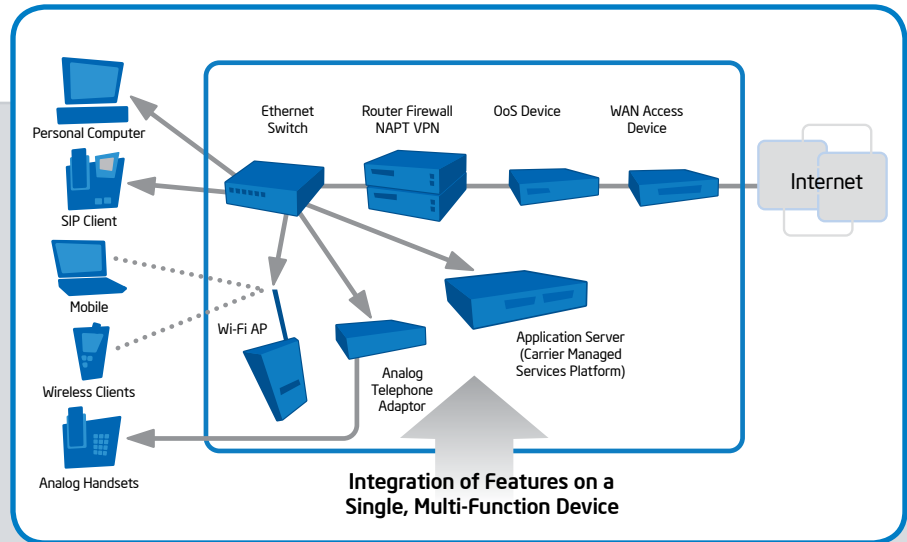 Personal Computer
SIP Client
Mobile
Wireless Clients
Analog Handsets
Ethernet
Switch
Router Firewall
NAPT VPN
OoS Device
WAN Access
Device
Internet
Wi-Fi AP
Analog
Telephone
Adaptor
Application Server
(Carrier Managed
Services Platform)
Integration of Features on a
Single, Multi-Function Device